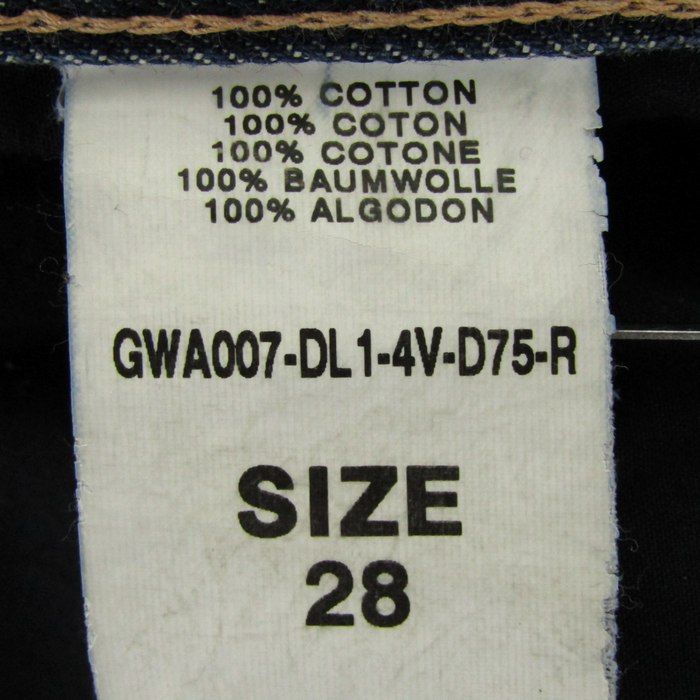 100% COTTON
100% COTON
100% COTONE
100% BAUMWOLLE
100% ALGODON
GWA007-DL1-4V-D75-R
SIZE
28